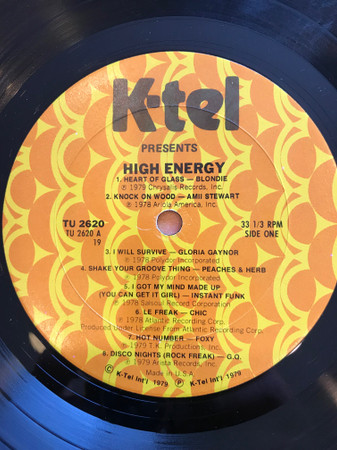 K-tel
PRESENTS
HIGH ENERGY
1. HEART OF GLASS — BLONDIE
℗ 1979 Chrysalis Records, Inc.
2. KNOCK ON WOOD — AMII STEWART
℗ 1978 Ariola America, Inc.
TU 2620
TU 2620 A
19
33 1/3 RPM
SIDE ONE
3. I WILL SURVIVE — GLORIA GAYNOR
℗ 1978 Polydor Incorporated
4. SHAKE YOUR GROOVE THING — PEACHES & HERB
℗ 1978 Polydor Incorporated
5. I GOT MY MIND MADE UP
(YOU CAN GET IT GIRL) — INSTANT FUNK
℗ 1978 Salsoul Record Corporation
6. LE FREAK — CHIC
℗ 1978 Atlantic Recording Corp.
Produced Under License From Atlantic Recording Corp.
7. HOT NUMBER — FOXY
℗ 1979 T.K. Productions, Inc.
8. DISCO NIGHTS (ROCK FREAK) — G.Q.
℗ 1979 Arista Records, Inc.
Made in U.S.A.
© K-Tel Int'l 1979 ℗ K-Tel Int'l 1979